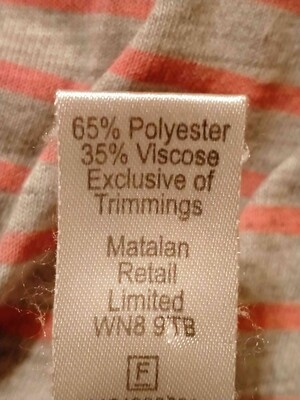 65% Polyester
35% Viscose
Exclusive of
Trimmings
Matalan
Retail
Limited
WN8 9TB
F